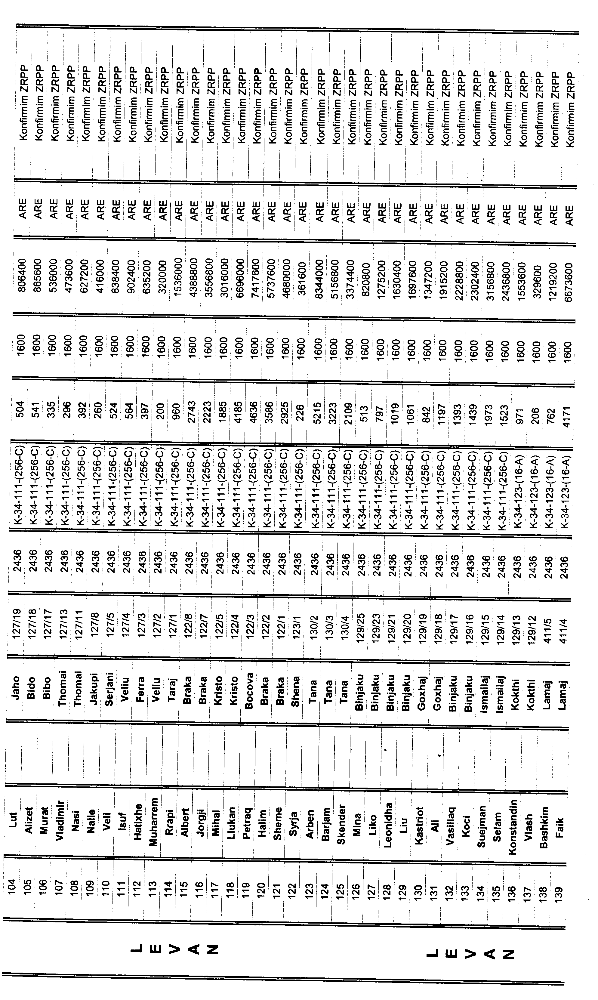 LEVAN
104 Lut Jaho 127/19 2436 K-34-111-(256-C) 504 1600 806400 ARE Konfirmim ZRPP
105 Alizet Bido 127/18 2436 K-34-111-(256-C) 541 1600 865600 ARE Konfirmim ZRPP
106 Murat Bibo 127/17 2436 K-34-111-(256-C) 335 1600 536000 ARE Konfirmim ZRPP
107 Vladimir Thomai 127/13 2436 K-34-111-(256-C) 296 1600 473600 ARE Konfirmim ZRPP
108 Nasi Thomai 127/11 2436 K-34-111-(256-C) 392 1600 627200 ARE Konfirmim ZRPP
109 Naile Jakupi 127/8 2436 K-34-111-(256-C) 260 1600 416000 ARE Konfirmim ZRPP
110 Veli Serjani 127/5 2436 K-34-111-(256-C) 524 1600 838400 ARE Konfirmim ZRPP
111 Isuf Veliu 127/4 2436 K-34-111-(256-C) 564 1600 902400 ARE Konfirmim ZRPP
112 Hatixhe Ferra 127/3 2436 K-34-111-(256-C) 397 1600 635200 ARE Konfirmim ZRPP
113 Muharrem Veliu 127/2 2436 K-34-111-(256-C) 200 1600 320000 ARE Konfirmim ZRPP
114 Rrapi Taraj 127/1 2436 K-34-111-(256-C) 960 1600 1536000 ARE Konfirmim ZRPP
115 Albert Braka 122/8 2436 K-34-111-(256-C) 2743 1600 4388800 ARE Konfirmim ZRPP
116 Jorgji Braka 122/7 2436 K-34-111-(256-C) 2223 1600 3556800 ARE Konfirmim ZRPP
117 Mihal Kristo 122/5 2436 K-34-111-(256-C) 1885 1600 3016000 ARE Konfirmim ZRPP
118 Llukan Kristo 122/4 2436 K-34-111-(256-C) 4185 1600 6696000 ARE Konfirmim ZRPP
119 Petraq Bocova 122/3 2436 K-34-111-(256-C) 4636 1600 7417600 ARE Konfirmim ZRPP
120 Halim Braka 122/2 2436 K-34-111-(256-C) 3586 1600 5737600 ARE Konfirmim ZRPP
121 Sheme Braka 122/1 2436 K-34-111-(256-C) 2925 1600 4680000 ARE Konfirmim ZRPP
122 Syrja Shena 123/1 2436 K-34-111-(256-C) 226 1600 361600 ARE Konfirmim ZRPP
123 Arben Tana 130/2 2436 K-34-111-(256-C) 5215 1600 8344000 ARE Konfirmim ZRPP
124 Barjam Tana 130/3 2436 K-34-111-(256-C) 3223 1600 5156800 ARE Konfirmim ZRPP
125 Skender Tana 130/4 2436 K-34-111-(256-C) 2109 1600 3374400 ARE Konfirmim ZRPP
126 Mina Binjaku 129/25 2436 K-34-111-(256-C) 513 1600 820800 ARE Konfirmim ZRPP
127 Liko Binjaku 129/23 2436 K-34-111-(256-C) 797 1600 1275200 ARE Konfirmim ZRPP
LEVAN
128 Leonidha Binjaku 129/21 2436 K-34-111-(256-C) 1019 1600 1630400 ARE Konfirmim ZRPP
129 Liu Binjaku 129/20 2436 K-34-111-(256-C) 1061 1600 1697600 ARE Konfirmim ZRPP
130 Kastriot Goxhaj 129/19 2436 K-34-111-(256-C) 842 1600 1347200 ARE Konfirmim ZRPP
131 Ali Goxhaj 129/18 2436 K-34-111-(256-C) 1197 1600 1915200 ARE Konfirmim ZRPP
132 Vasillaq Binjaku 129/17 2436 K-34-111-(256-C) 1393 1600 2228800 ARE Konfirmim ZRPP
133 Koci Binjaku 129/16 2436 K-34-111-(256-C) 1439 1600 2302400 ARE Konfirmim ZRPP
134 Suejman Ismailaj 129/15 2436 K-34-111-(256-C) 1973 1600 3156800 ARE Konfirmim ZRPP
135 Selam Ismailaj 129/14 2436 K-34-111-(256-C) 1523 1600 2436800 ARE Konfirmim ZRPP
136 Konstandin Kokthi 129/13 2436 K-34-123-(16-A) 971 1600 1553600 ARE Konfirmim ZRPP
137 Vlash Kokthi 129/12 2436 K-34-123-(16-A) 206 1600 329600 ARE Konfirmim ZRPP
138 Bashkim Lamaj 411/5 2436 K-34-123-(16-A) 762 1600 1219200 ARE Konfirmim ZRPP
139 Faik Lamaj 411/4 2436 K-34-123-(16-A) 4171 1600 6673600 ARE Konfirmim ZRPP